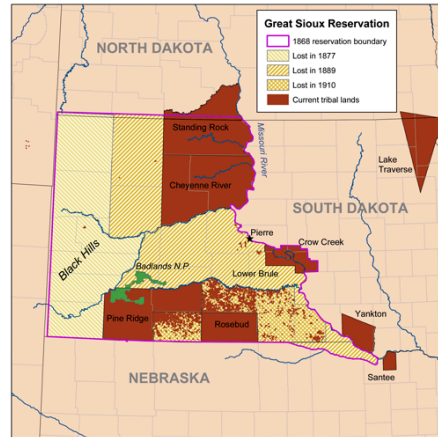 Great Sioux Reservation
1868 reservation boundary
Lost in 1877
Lost in 1889
Lost in 1910
Current tribal lands
NORTH DAKOTA
Standing Rock
Missouri River
Lake
Traverse
Cheyenne River
SOUTH DAKOTA
Pierre
Crow Creek
Black Hills
Badlands N.P.
Lower Brule
Pine Ridge
Rosebud
Yankton
Santee
NEBRASKA